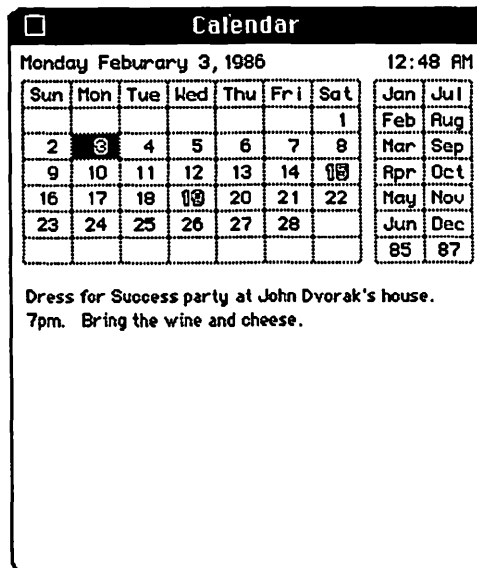 Calendar
Monday Feburary 3, 1986 12:48 AM
Sun Mon Tue Wed Thu Fri Sat Jan Jul
1 Feb Aug
2 3 4 5 6 7 8 Mar Sep
9 10 11 12 13 14 15 Apr Oct
16 17 18 19 20 21 22 May Nov
23 24 25 26 27 28 Jun Dec
85 87
Dress for Success party at John Dvorak's house.
7pm. Bring the wine and cheese.